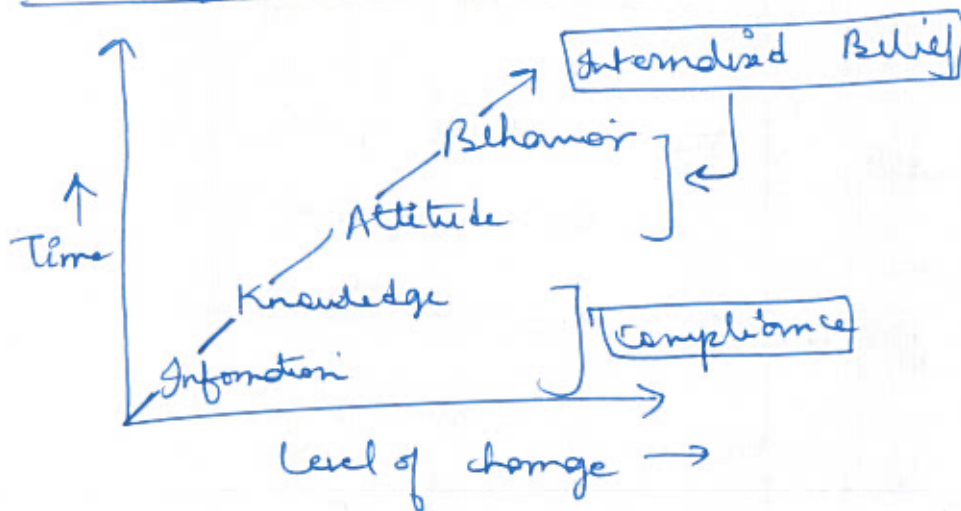 Internalised Belief
Behavior
Attitude
Time
Knowledge
Compliance
Information
Level of change